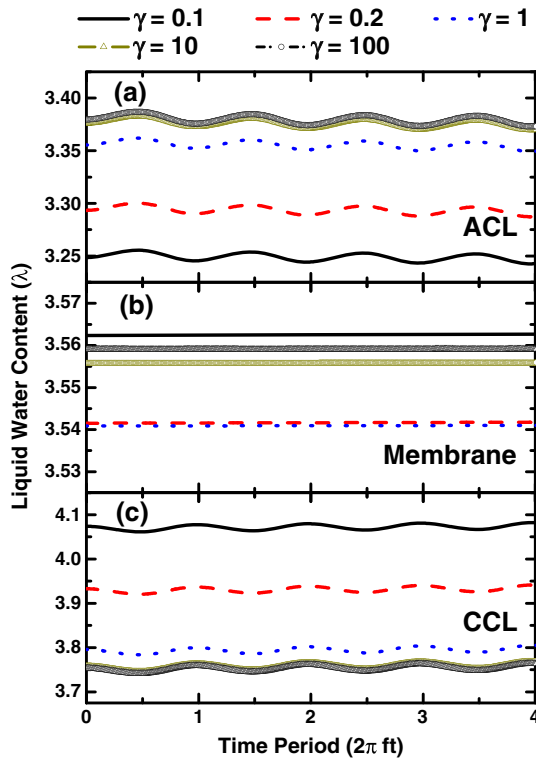 γ = 0.1 γ = 0.2 γ = 1
γ = 10 γ = 100
(a)
3.40
3.35
3.30
3.25
ACL
(b)
3.57
3.56
3.55
3.54
3.53
Membrane
(c)
4.1
4.0
3.9
3.8
3.7
CCL
0 1 2 3 4
Liquid Water Content (λ)
Time Period (2π ft)